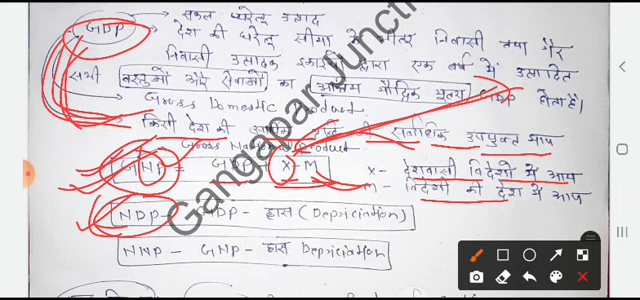 सकल घरेलू उत्पाद
GDP → देश की घरेलू सीमा के भीतर निवासी तथा गैर
निवासी उत्पादक इकाइयों द्वारा एक वर्ष में उत्पादित
सभी वस्तुओं और सेवाओं का अंतिम मौद्रिक मूल्य GDP होता है।
Gross Domestic Product
किसी देश की आर्थिक की सर्वाधिक उपयुक्त माप
Gross National Product
GNP = GDP + X - M
X - देशवासी विदेशों में आय
M - विदेशी की देश में आय
NDP - GDP - ह्रास (Depriciation)
NNP - GNP - ह्रास Depriciation
Gangapar Junction